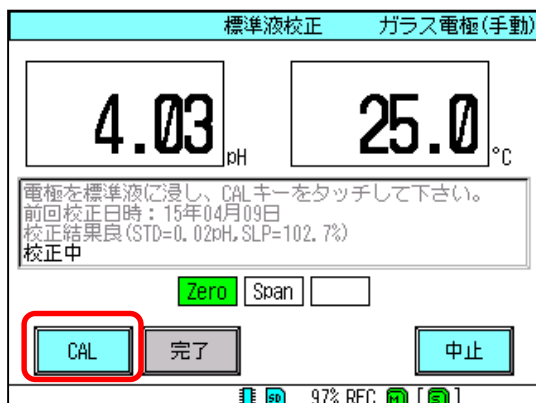 標準液校正 ガラス電極(手動)
4.03 pH 25.0 °C
電極を標準液に浸し、CALキーをタッチして下さい。
前回校正日時：15年04月09日
校正結果良(STD=0.02pH,SLP=102.7%)
校正中
Zero Span
CAL 完了 中止
SD 97% REC M [S]